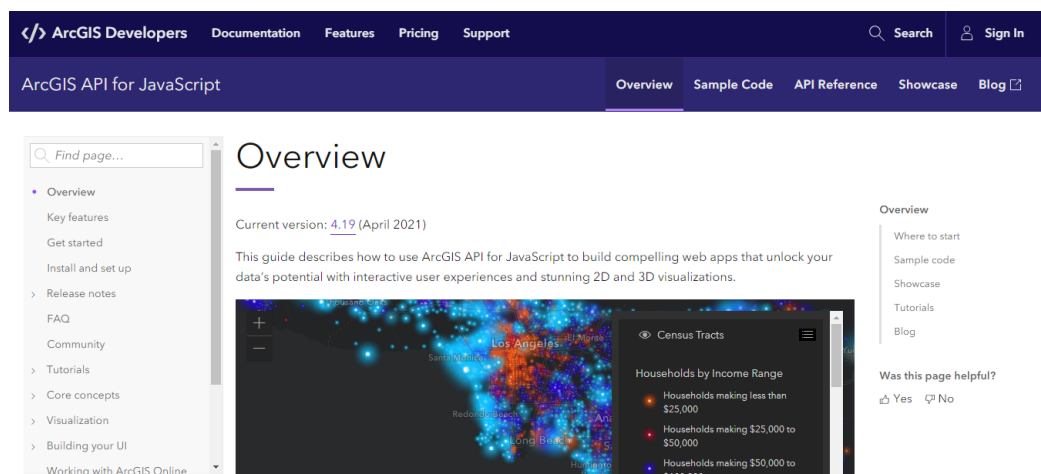 </> ArcGIS Developers Documentation Features Pricing Support Search Sign In
ArcGIS API for JavaScript Overview Sample Code API Reference Showcase Blog
Find page...
Overview
Key features
Get started
Install and set up
Release notes
FAQ
Community
Tutorials
Core concepts
Visualization
Building your UI
Working with ArcGIS Online
Overview
Current version: 4.19 (April 2021)
This guide describes how to use ArcGIS API for JavaScript to build compelling web apps that unlock your
data's potential with interactive user experiences and stunning 2D and 3D visualizations.
+
−
Thousand Oaks
Los Angeles
El Monte
Santa Monica
Redondo Beach
Long Beach
Census Tracts
Households by Income Range
Households making less than
$25,000
Households making $25,000 to
$50,000
Households making $50,000 to
Overview
Where to start
Sample code
Showcase
Tutorials
Blog
Was this page helpful?
Yes No